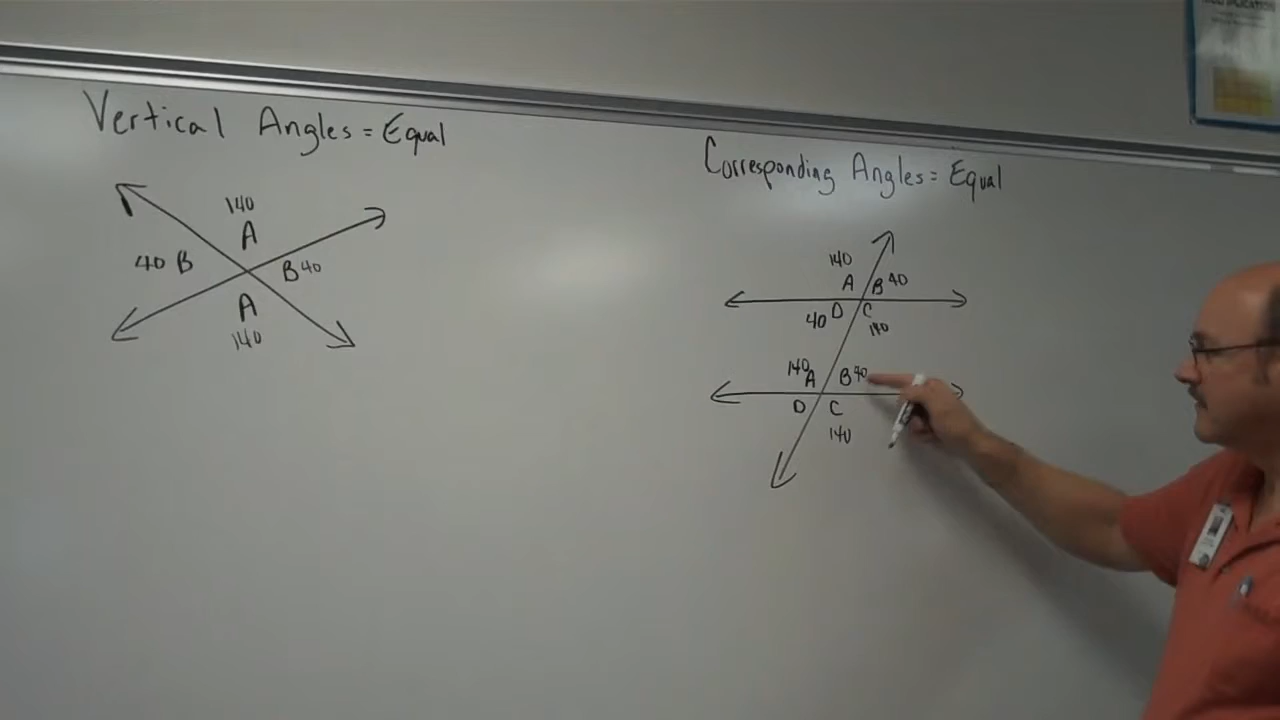 Vertical Angles = Equal
140
A
40 B
B 40
A
140
Corresponding Angles = Equal
140
A B 40
40 D C
140
140
A B 40
D C
140